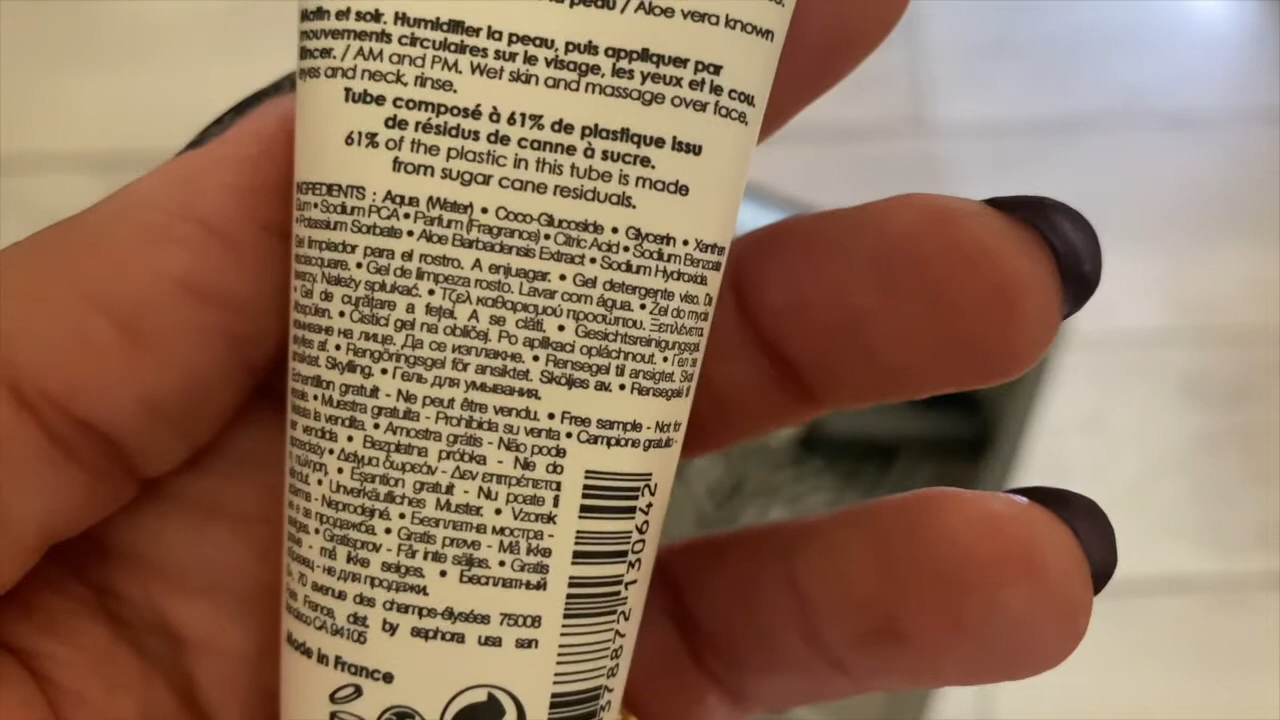 la peau / Aloe vera known
Matin et soir. Humidifier la peau, puis appliquer par
mouvements circulaires sur le visage, les yeux et le cou.
Rincer. / AM and PM. Wet skin and massage over face,
eyes and neck, rinse.
Tube composé à 61% de plastique issu
de résidus de canne à sucre.
61% of the plastic in this tube is made
from sugar cane residuals.
INGREDIENTS : Aqua (Water) • Coco-Glucoside • Glycerin • Xanthan
Gum • Sodium PCA • Parfum (Fragrance) • Citric Acid • Sodium Benzoate
• Potassium Sorbate • Aloe Barbadensis Extract • Sodium Hydroxide.
Gel limpiador para el rostro. A enjuagar. • Gel detergente viso. Da
risciacquare. • Gel de limpeza rosto. Lavar com água. • Żel do mycia
twarzy. Należy spłukać. • Τζελ καθαρισμού προσώπου. Ξεπλένεται
• Gel de curățare a feței. A se clăti. • Gesichtsreinigungsgel.
Abspülen. • Čisticí gel na obličej. Po aplikaci opláchnout. • Гел за
измиване на лице. Да се изплакне. • Rensegel til ansigtet. Skal
skylles af. • Rengöringsgel för ansiktet. Sköljes av. • Rensegelé til
ansiktet. Skylling. • Гель для умывания.
Échantillon gratuit - Ne peut être vendu. • Free sample - Not for
resale. • Muestra gratuita - Prohibida su venta • Campione gratuito -
Vietata la vendita. • Amostra grátis - Não pode
ser vendida • Bezpłatna próbka - Nie do
sprzedaży • Δείγμα δωρεάν - Δεν επιτρέπεται
η πώληση. • Eșantion gratuit - Nu poate fi
vândut. • Unverkäufliches Muster. • Vzorek
zdarma - Neprodejná. • Безплатна мостра -
не е за продажба. • Gratis prøve - Må ikke
sælges. • Gratisprov - Får inte säljas. • Gratis
prøve - må ikke selges. • Бесплатный
образец - не для продажи.
70 avenue des champs-élysées 75008
Paris France, dist. by sephora usa san
francisco CA 94105
Made in France
378872 130642